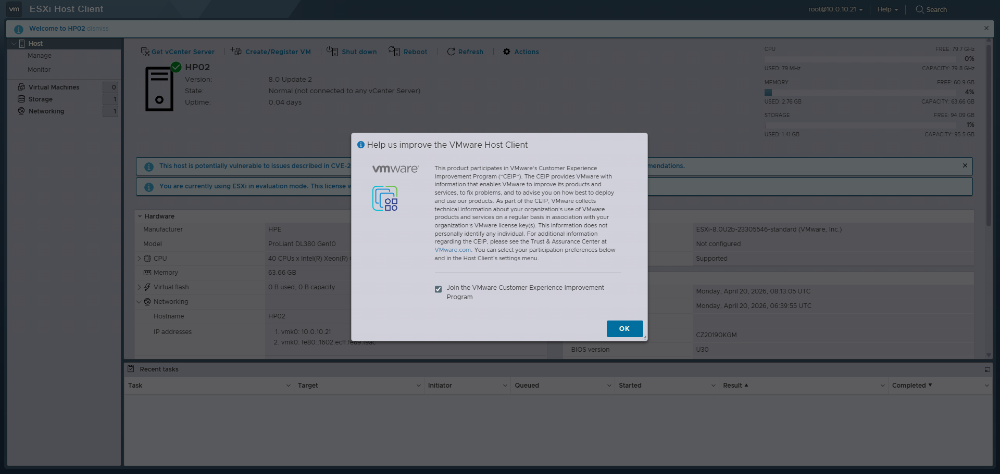 vm ESXi Host Client
root@10.0.10.21
Help
Search
Welcome to HP02 dismiss
Host
Manage
Monitor
Virtual Machines 0
Storage 1
Networking 1
Get vCenter Server
Create/Register VM
Shut down
Reboot
Refresh
Actions
HP02
Version: 8.0 Update 2
State: Normal (not connected to any vCenter Server)
Uptime: 0.04 days
CPU FREE: 79.7 GHz
0%
USED: 79 MHz CAPACITY: 79.8 GHz
MEMORY FREE: 60.9 GB
4%
USED: 2.76 GB CAPACITY: 63.66 GB
STORAGE FREE: 94.09 GB
1%
USED: 1.41 GB CAPACITY: 95.5 GB
This host is potentially vulnerable to issues described in CVE-2
mendations.
You are currently using ESXi in evaluation mode. This license w
Help us improve the VMware Host Client
vmware
This product participates in VMware's Customer Experience
Improvement Program ("CEIP"). The CEIP provides VMware with
information that enables VMware to improve its products and
services, to fix problems, and to advise you on how best to deploy
and use our products. As part of the CEIP, VMware collects
technical information about your organization's use of VMware
products and services on a regular basis in association with your
organization's VMware license key(s). This information does not
personally identify any individual. For additional information
regarding the CEIP, please see the Trust & Assurance Center at
VMware.com. You can select your participation preferences below
and in the Host Client's settings menu.
Join the VMware Customer Experience Improvement
Program
OK
Hardware
Manufacturer HPE
Model ProLiant DL380 Gen10
CPU 40 CPUs x Intel(R) Xeon(R)
Memory 63.66 GB
Virtual flash 0 B used, 0 B capacity
Networking
Hostname HP02
IP addresses 1. vmk0: 10.0.10.21
2. vmk0: fe80::1602:ecff:fe69:19ac
ESXi-8.0U2b-23305546-standard (VMware, Inc.)
Not configured
Supported
Monday, April 20, 2026, 08:13:05 UTC
Monday, April 20, 2026, 06:39:55 UTC
CZ20190KGM
BIOS version U30
Recent tasks
Task
Target
Initiator
Queued
Started
Result
Completed